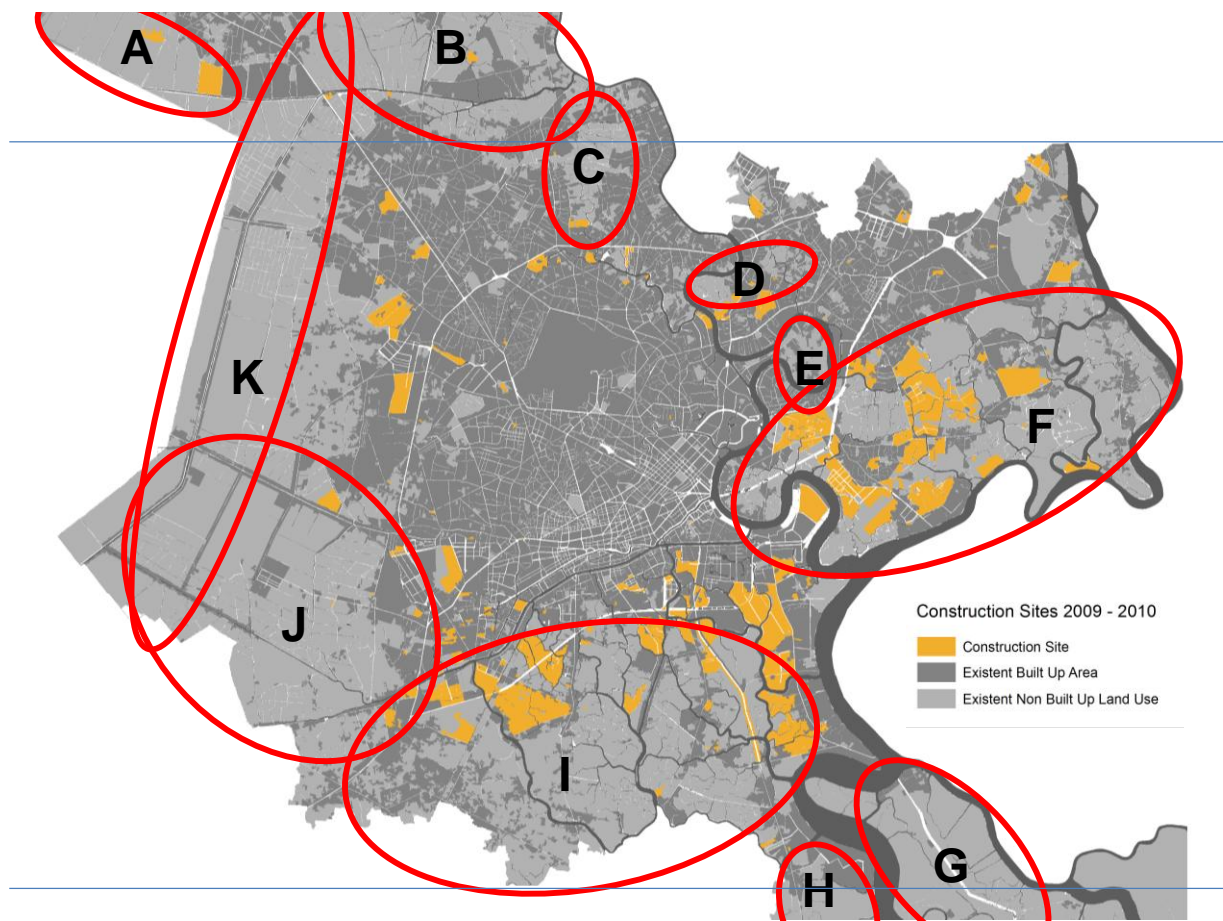 A
B
C
D
E
K
F
J
I
G
H
Construction Sites 2009 - 2010
Construction Site
Existent Built Up Area
Existent Non Built Up Land Use